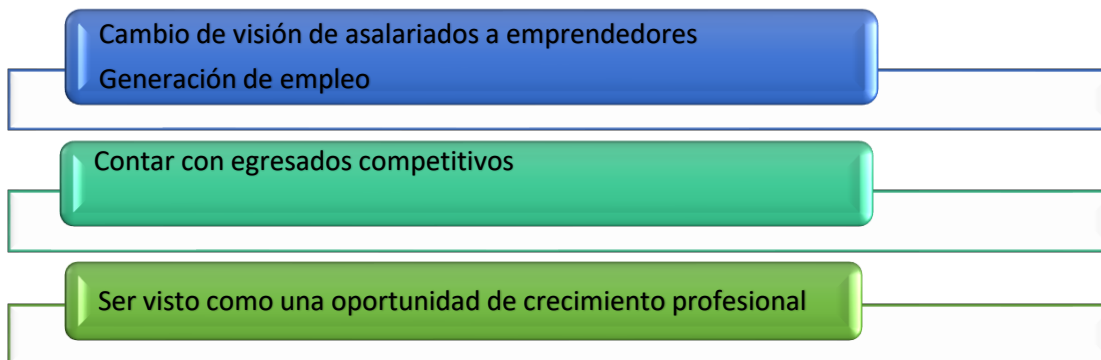 Cambio de visión de asalariados a emprendedores
Generación de empleo
Contar con egresados competitivos
Ser visto como una oportunidad de crecimiento profesional